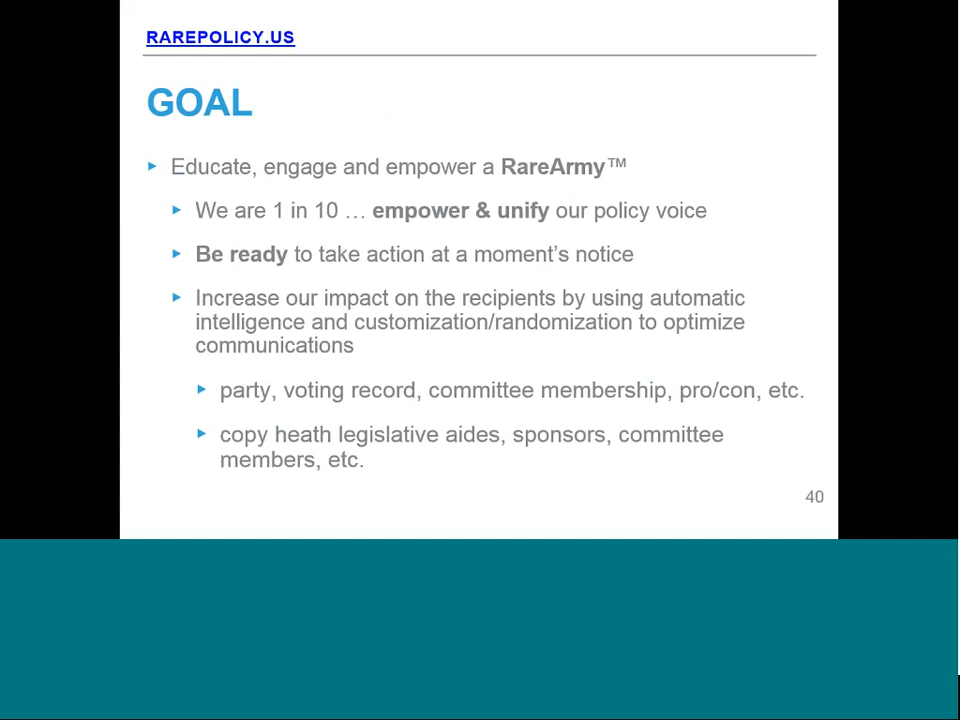 RAREPOLICY.US
GOAL
Educate, engage and empower a RareArmy™
We are 1 in 10 … empower & unify our policy voice
Be ready to take action at a moment's notice
Increase our impact on the recipients by using automatic
intelligence and customization/randomization to optimize
communications
party, voting record, committee membership, pro/con, etc.
copy heath legislative aides, sponsors, committee
members, etc.
40